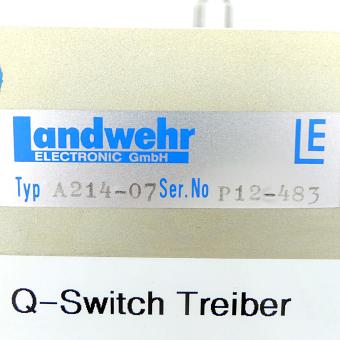 Landwehr
ELECTRONIC GmbH
LE
Typ A214-07 Ser.No P12-483
Q-Switch Treiber